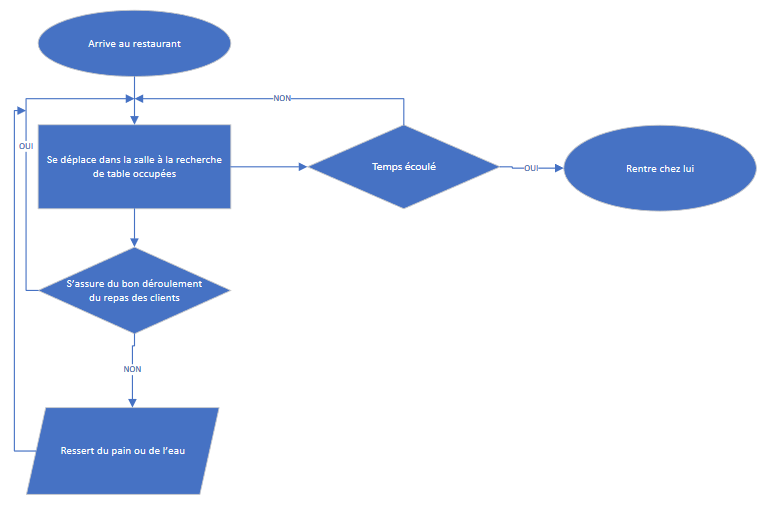 Arrive au restaurant
NON
OUI
Se déplace dans la salle à la recherche
de table occupées
Temps écoulé
OUI
Rentre chez lui
S'assure du bon déroulement
du repas des clients
NON
Ressert du pain ou de l'eau